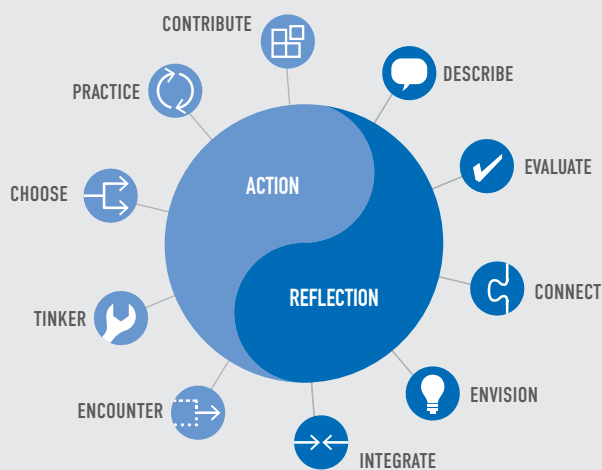 CONTRIBUTE
DESCRIBE
PRACTICE
EVALUATE
ACTION
CHOOSE
CONNECT
REFLECTION
TINKER
ENVISION
ENCOUNTER
INTEGRATE